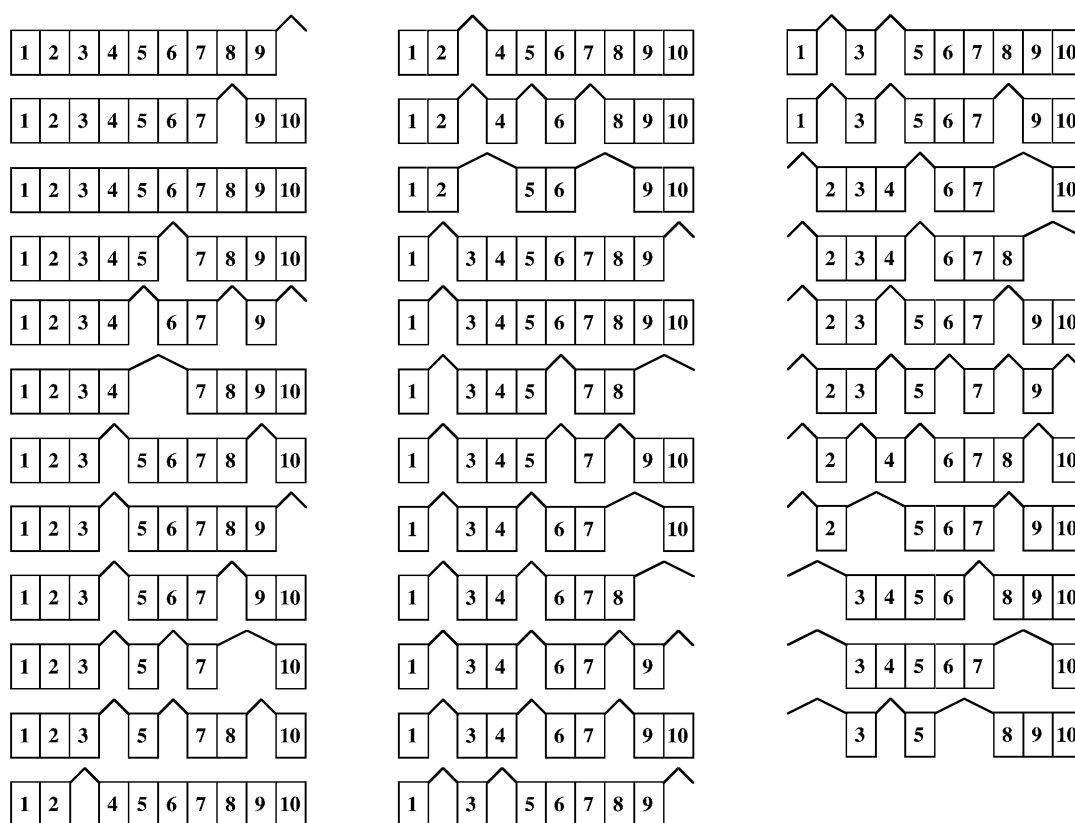 1 2 3 4 5 6 7 8 9
1 2 3 4 5 6 7 9 10
1 2 3 4 5 6 7 8 9 10
1 2 3 4 5 7 8 9 10
1 2 3 4 6 7 9
1 2 3 4 7 8 9 10
1 2 3 5 6 7 8 10
1 2 3 5 6 7 8 9
1 2 3 5 6 7 9 10
1 2 3 5 7 10
1 2 3 5 7 8 10
1 2 4 5 6 7 8 9 10
1 2 4 5 6 7 8 9 10
1 2 4 6 8 9 10
1 2 5 6 9 10
1 3 4 5 6 7 8 9
1 3 4 5 6 7 8 9 10
1 3 4 5 7 8
1 3 4 5 7 9 10
1 3 4 6 7 10
1 3 4 6 7 8
1 3 4 6 7 9
1 3 4 6 7 9 10
1 3 5 6 7 8 9
1 3 5 6 7 8 9 10
1 3 5 6 7 9 10
2 3 4 6 7 10
2 3 4 6 7 8
2 3 5 6 7 9 10
2 3 5 7 9
2 4 6 7 8 10
2 5 6 7 9 10
3 4 5 6 8 9 10
3 4 5 6 7 10
3 5 8 9 10